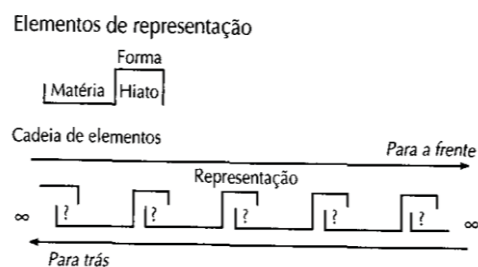 Elementos de representação
Forma
Matéria Hiato
Cadeia de elementos
Para a frente
Representação
∞ ? ? ? ? ? ∞
Para trás